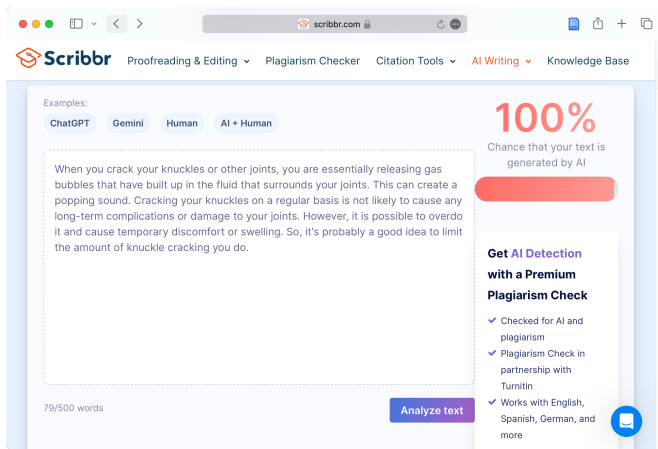 scribbr.com
Scribbr
Proofreading & Editing
Plagiarism Checker
Citation Tools
AI Writing
Knowledge Base
Examples:
ChatGPT
Gemini
Human
AI + Human
When you crack your knuckles or other joints, you are essentially releasing gas
bubbles that have built up in the fluid that surrounds your joints. This can create a
popping sound. Cracking your knuckles on a regular basis is not likely to cause any
long-term complications or damage to your joints. However, it is possible to overdo
it and cause temporary discomfort or swelling. So, it's probably a good idea to limit
the amount of knuckle cracking you do.
79/500 words
Analyze text
100%
Chance that your text is
generated by AI
Get AI Detection
with a Premium
Plagiarism Check
Checked for AI and
plagiarism
Plagiarism Check in
partnership with
Turnitin
Works with English,
Spanish, German, and
more